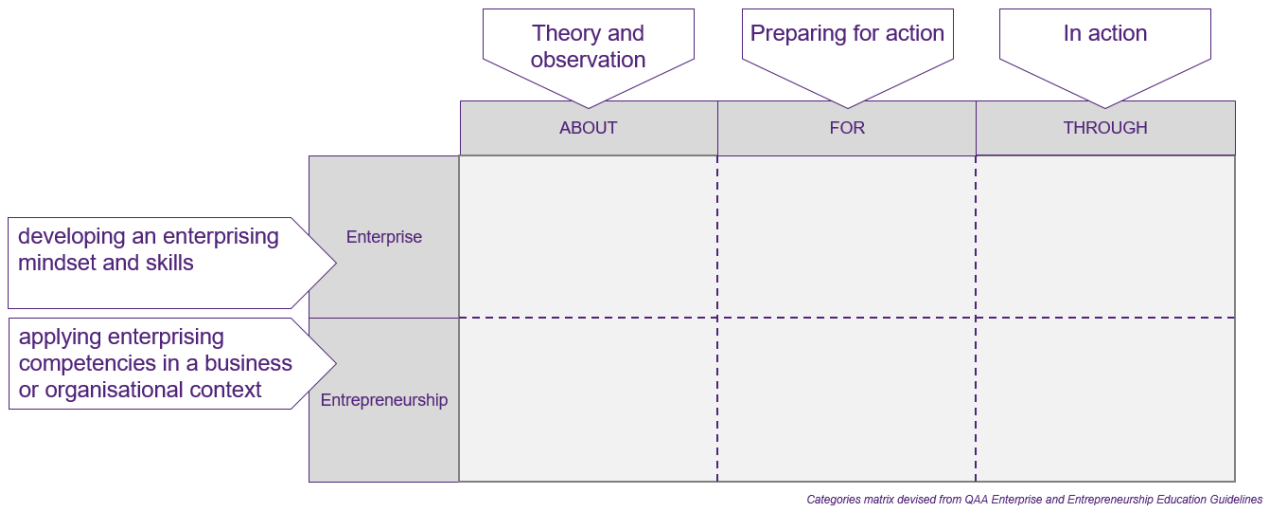 Theory and
observation
Preparing for action
In action
ABOUT
FOR
THROUGH
developing an enterprising
mindset and skills
Enterprise
applying enterprising
competencies in a business
or organisational context
Entrepreneurship
Categories matrix devised from QAA Enterprise and Entrepreneurship Education Guidelines